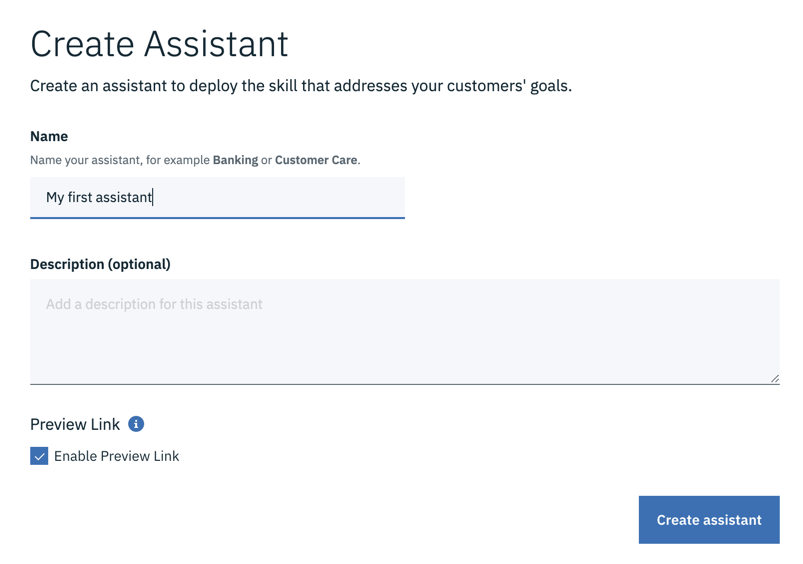 Create Assistant
Create an assistant to deploy the skill that addresses your customers' goals.
Name
Name your assistant, for example Banking or Customer Care.
My first assistant
Description (optional)
Add a description for this assistant
Preview Link
Enable Preview Link
Create assistant